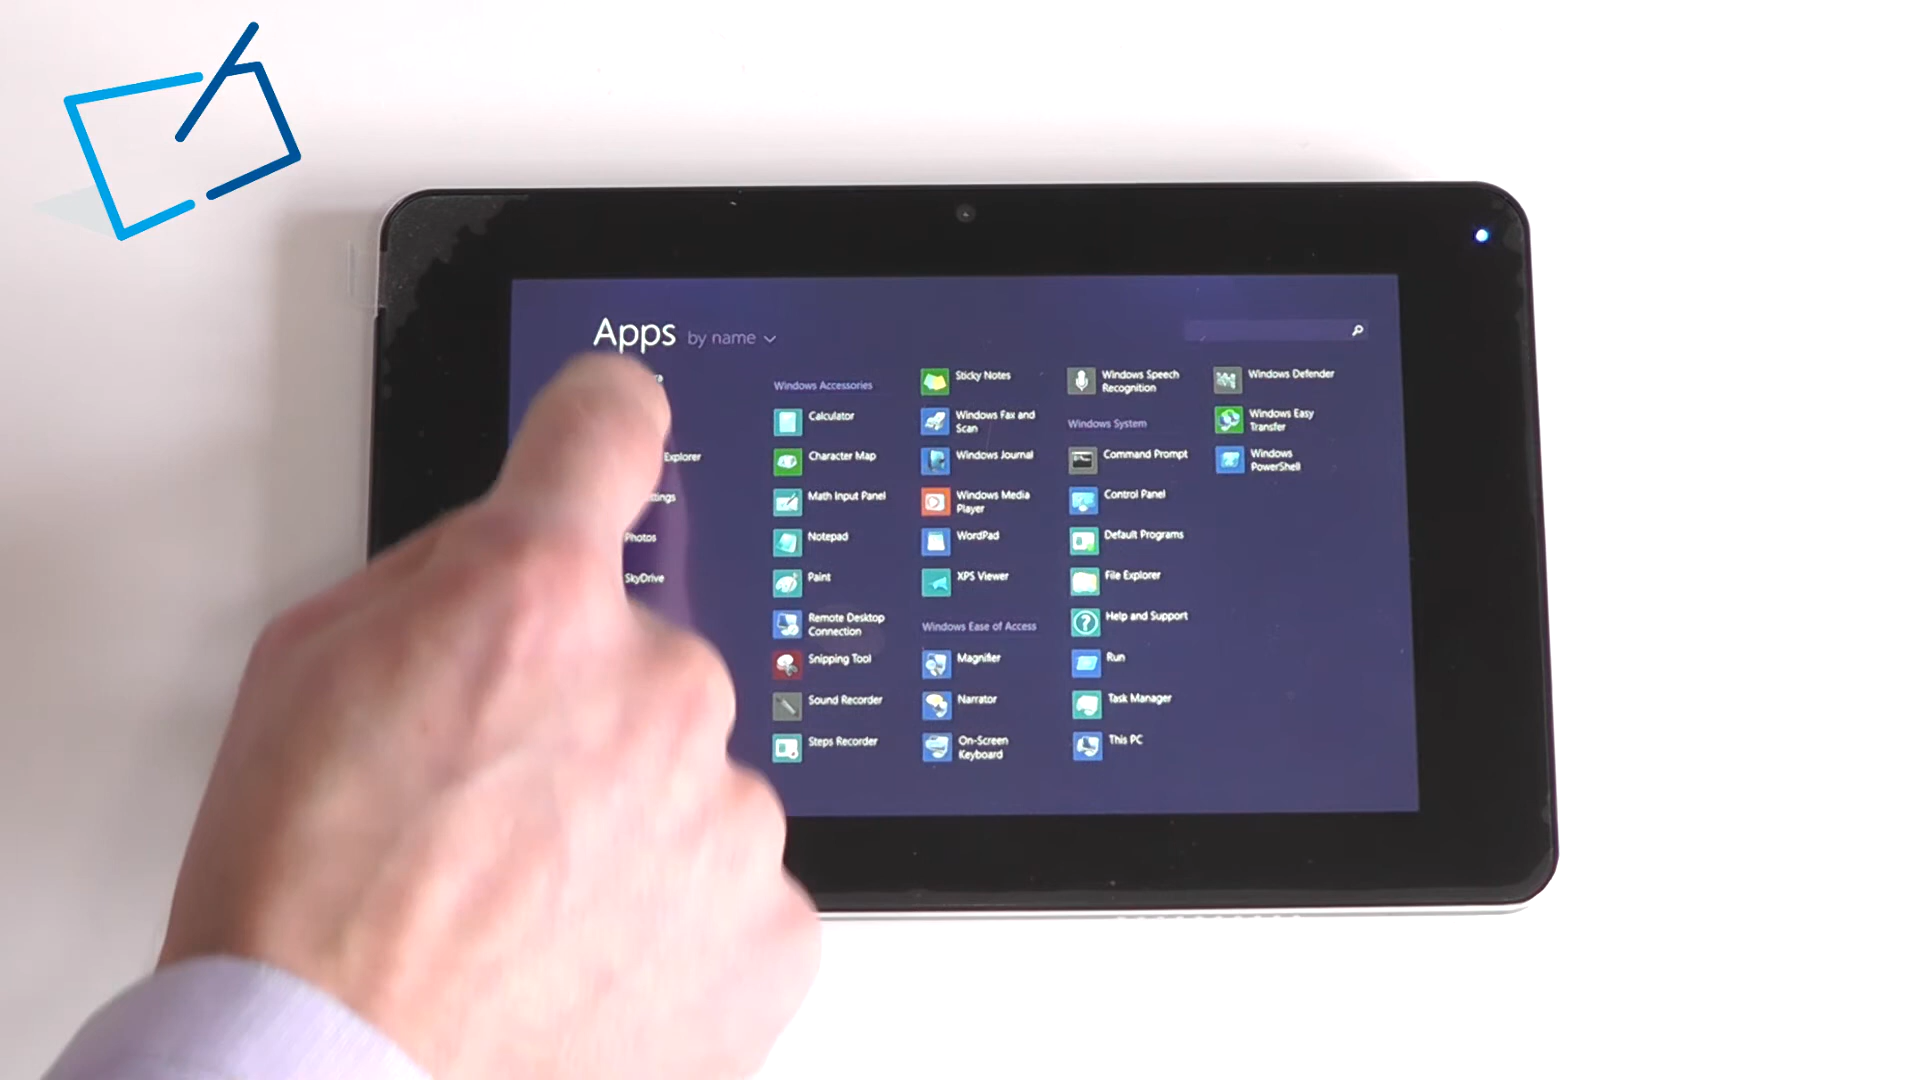 Apps by name
Explorer
Photos
SkyDrive
Windows Accessories
Calculator
Character Map
Math Input Panel
Notepad
Paint
Remote Desktop
Connection
Snipping Tool
Sound Recorder
Steps Recorder
Sticky Notes
Windows Fax and
Scan
Windows Journal
Windows Media
Player
WordPad
XPS Viewer
Windows Ease of Access
Magnifier
Narrator
On-Screen
Keyboard
Windows Speech
Recognition
Windows System
Command Prompt
Control Panel
Default Programs
File Explorer
Help and Support
Run
Task Manager
This PC
Windows Defender
Windows Easy
Transfer
Windows
PowerShell